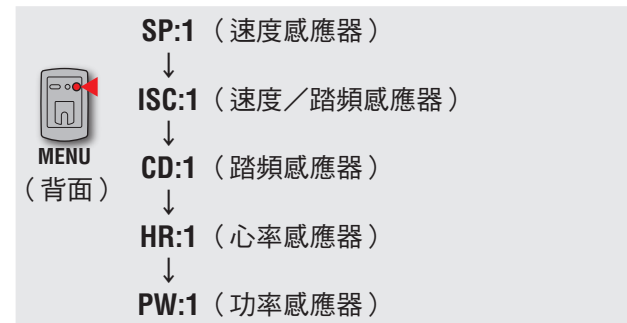 SP:1（速度感應器）
↓
ISC:1（速度／踏頻感應器）
↓
MENU
（背面）
CD:1（踏頻感應器）
↓
HR:1（心率感應器）
↓
PW:1（功率感應器）